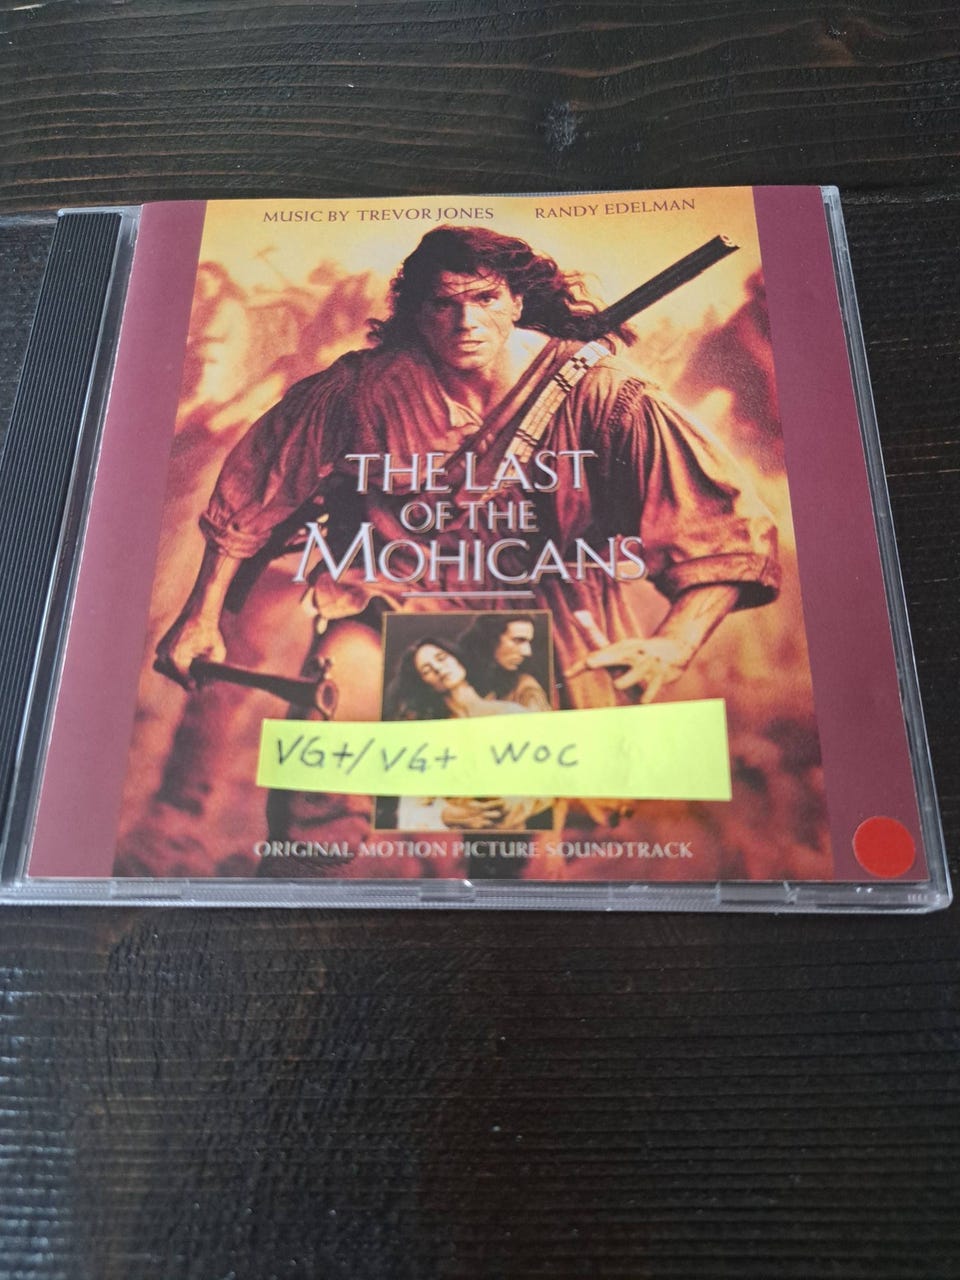 MUSIC BY TREVOR JONES RANDY EDELMAN
THE LAST
OF THE
MOHICANS
VG+/VG+ WOC
ORIGINAL MOTION PICTURE SOUNDTRACK